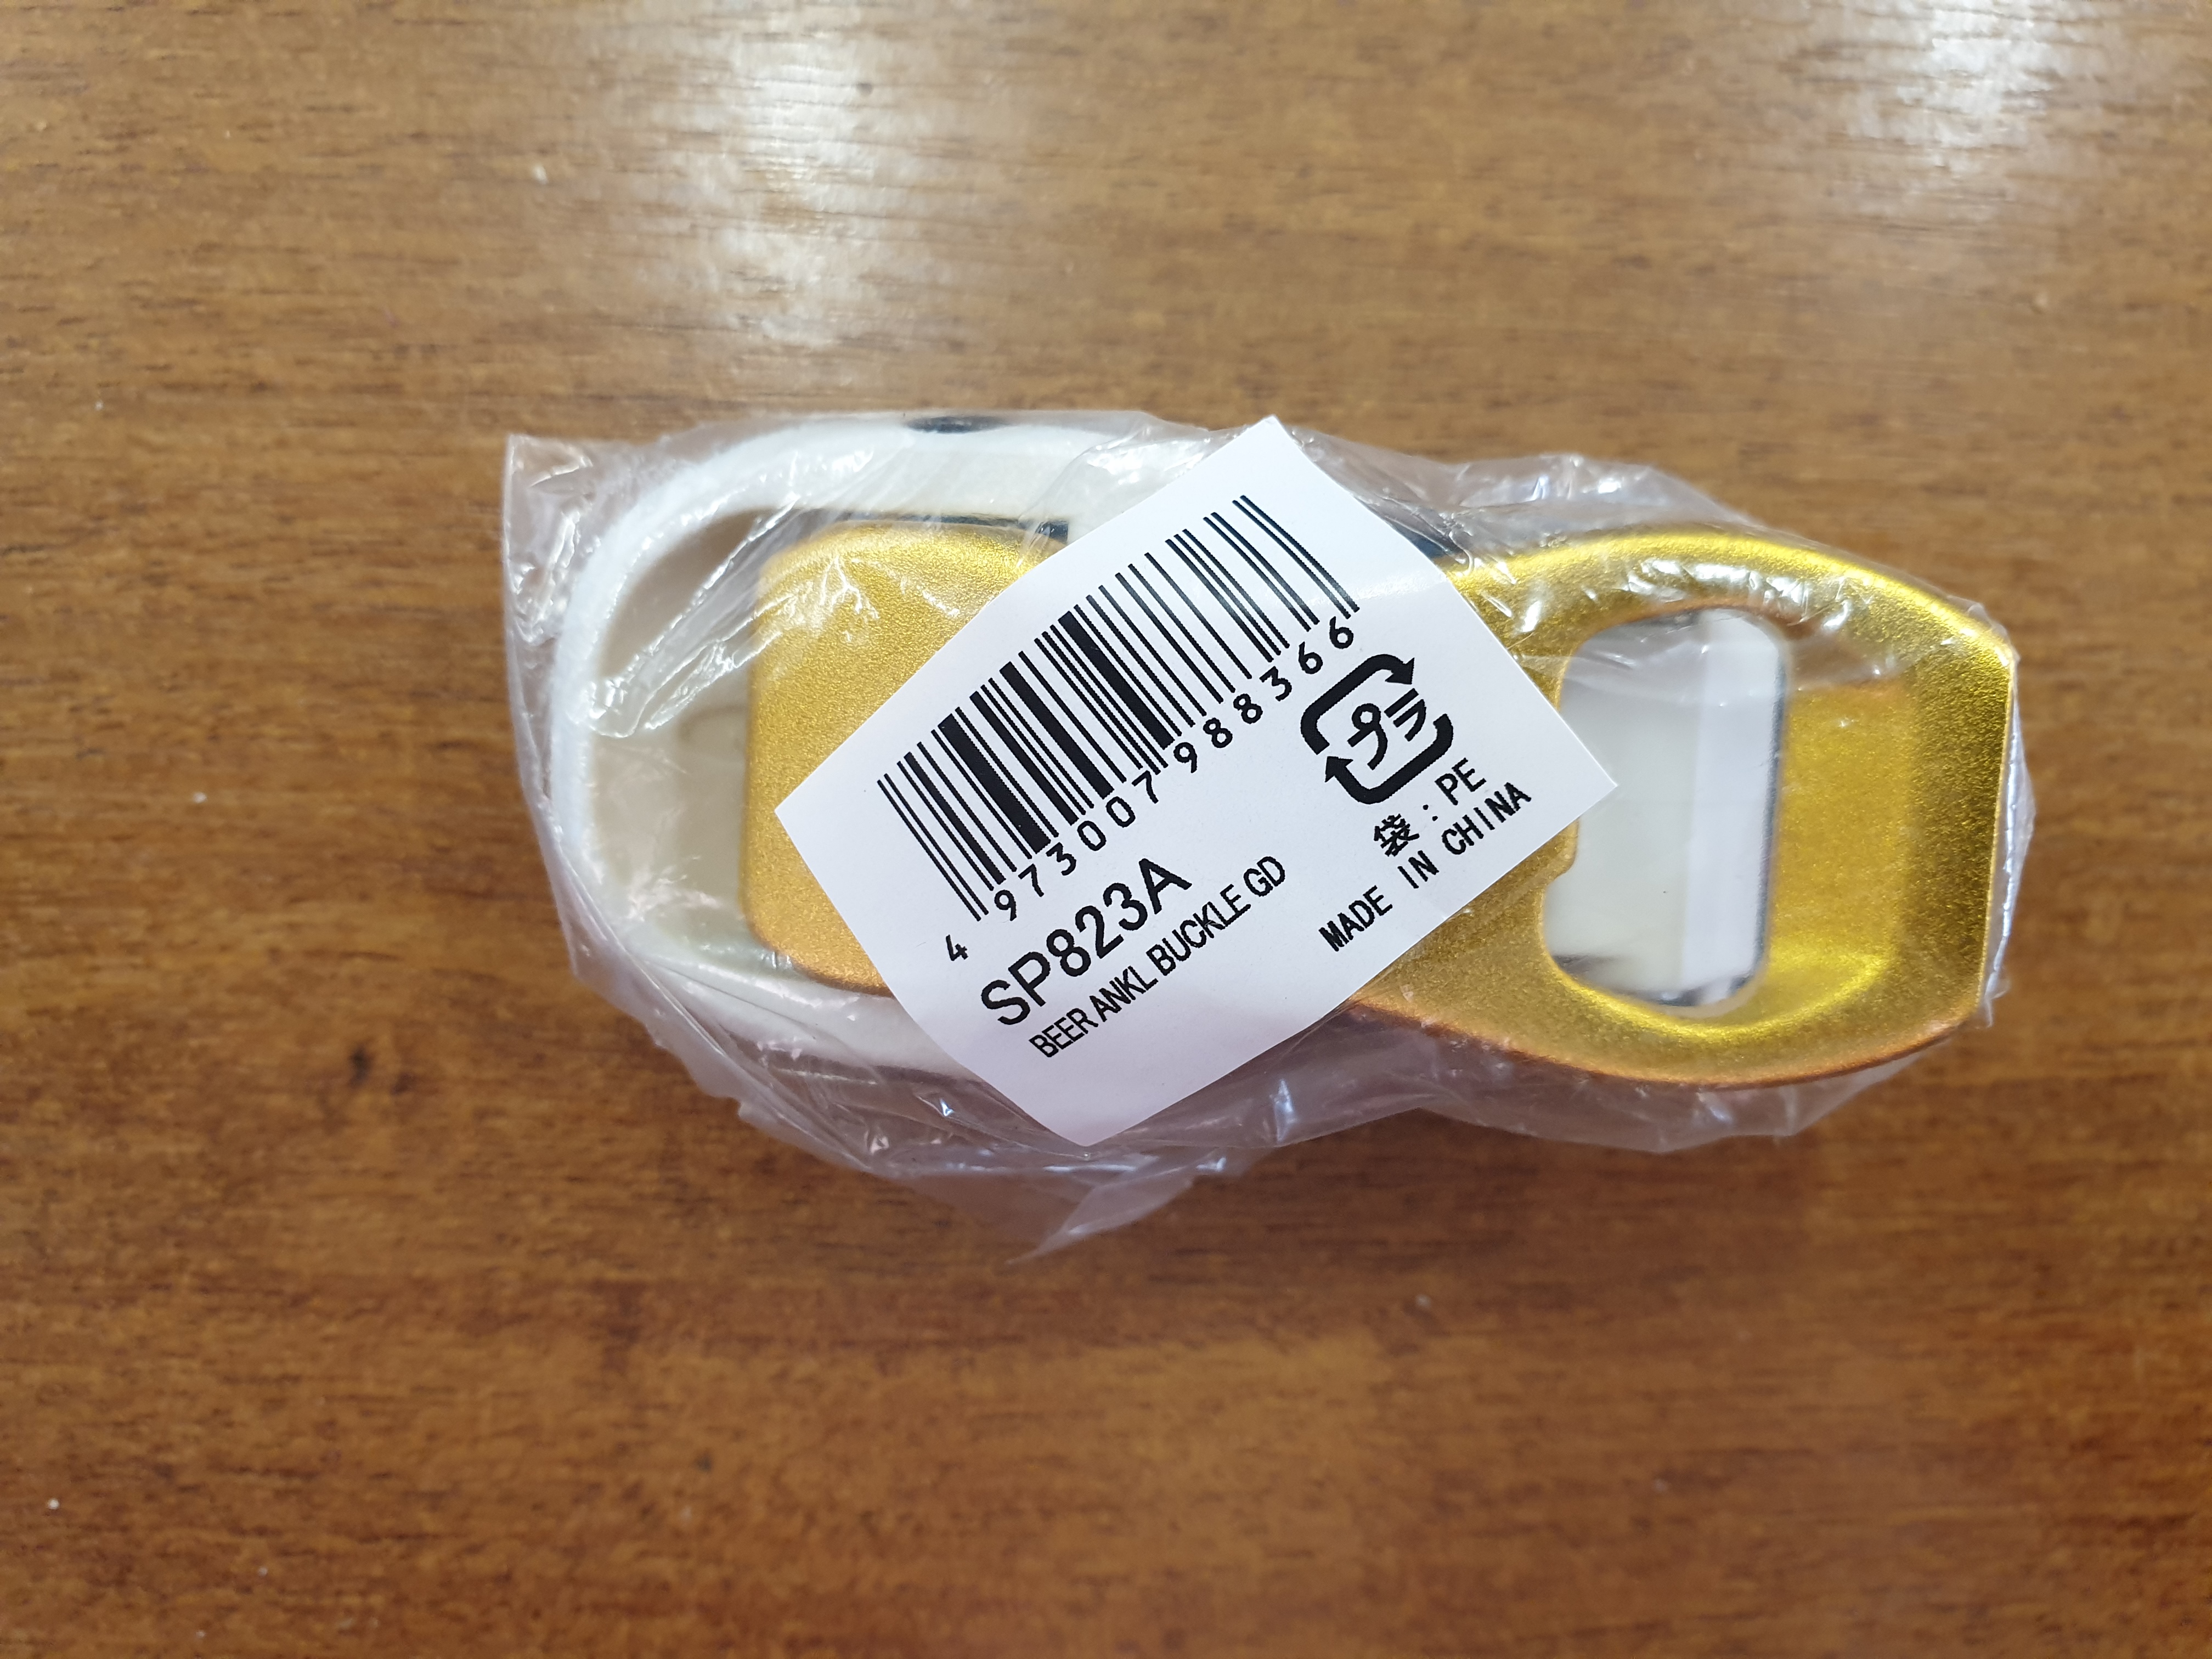 4 973007 988366
SP823A
BEER ANKL BUCKLE GD
プラ
袋：PE
MADE IN CHINA